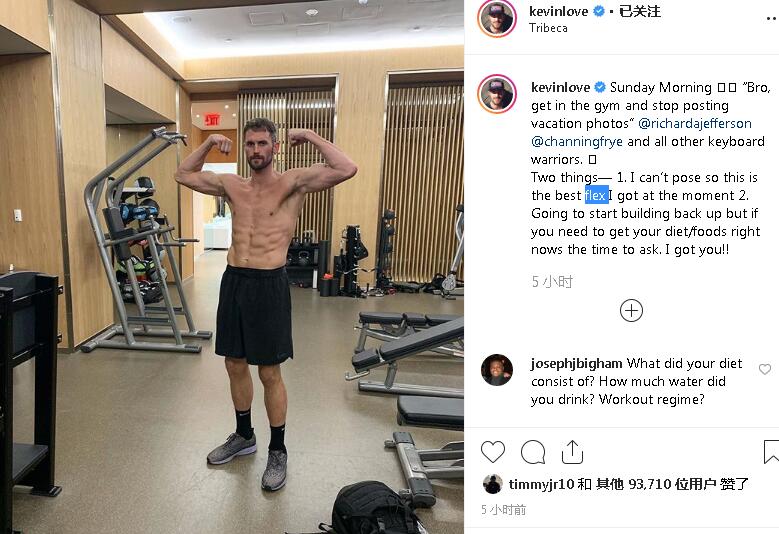 kevinlove • 已关注
Tribeca
kevinlove Sunday Morning "Bro,
get in the gym and stop posting
vacation photos" @richardajefferson
@channingfrye and all other keyboard
warriors.
Two things— 1. I can't pose so this is
the best flex I got at the moment 2.
Going to start building back up but if
you need to get your diet/foods right
nows the time to ask. I got you!!
5 小时
josephjbigham What did your diet
consist of? How much water did
you drink? Workout regime?
timmyjr10 和 其他 93,710 位用户 赞了
5 小时前